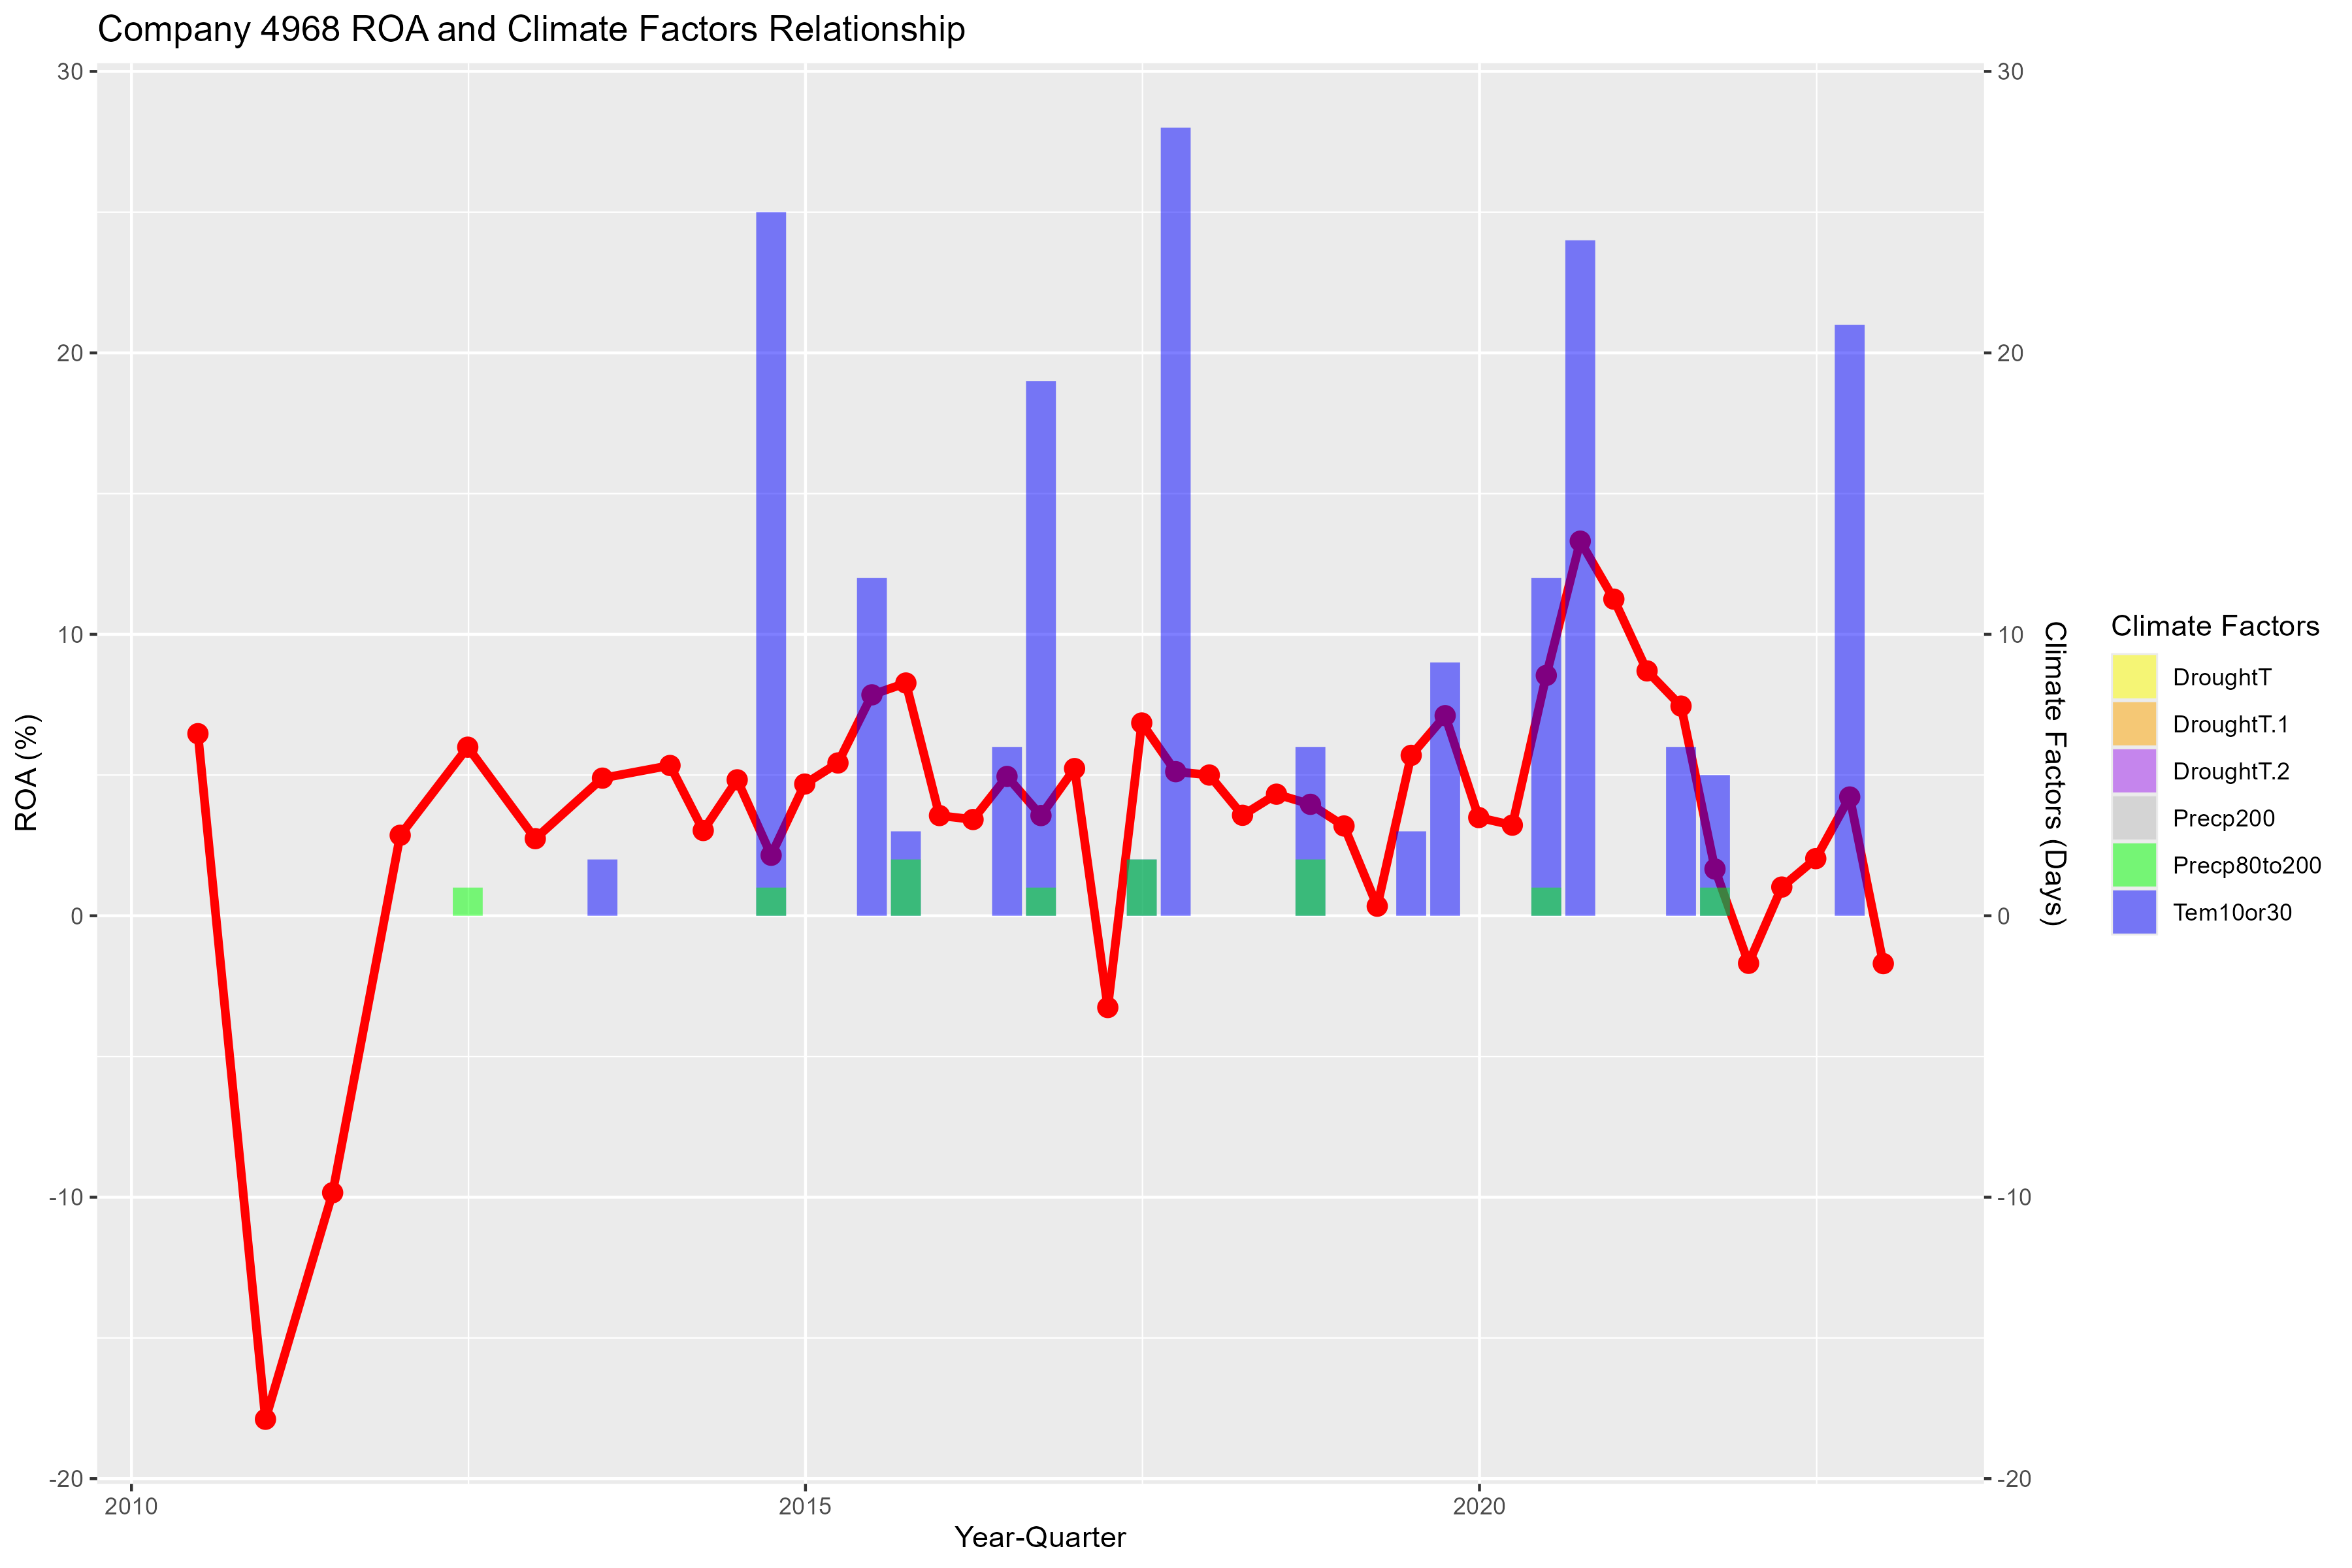 Company 4968 ROA and Climate Factors Relationship
30
20
10
0
-10
-20
ROA (%)
30
20
10
0
-10
-20
Climate Factors (Days)
2010
2015
2020
Year-Quarter
Climate Factors
DroughtT
DroughtT.1
DroughtT.2
Precp200
Precp80to200
Tem10or30